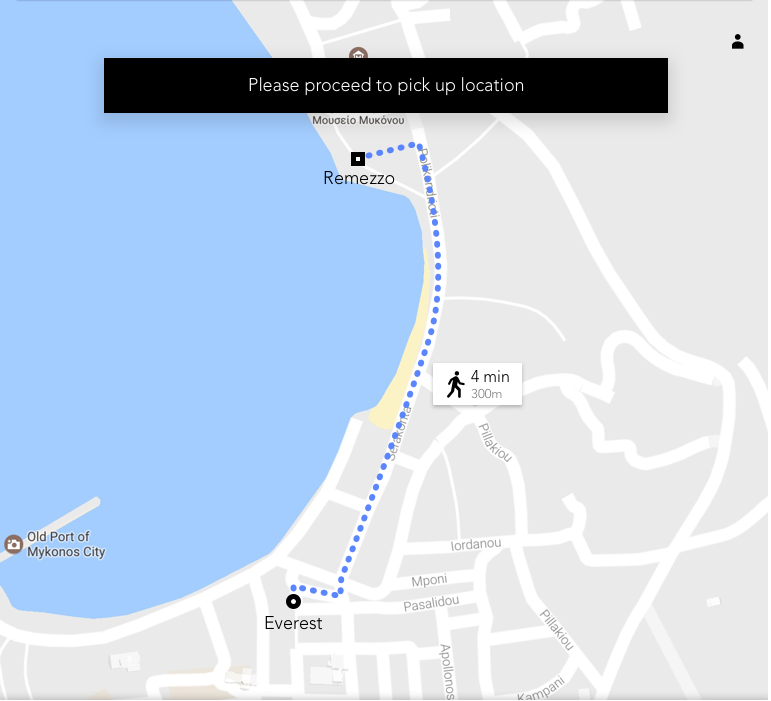 Please proceed to pick up location
Μουσείο Μυκόνου
Remezzo
4 min
300m
Pillakiou
Old Port of
Mykonos City
Iordanou
Mponi
Pasalidou
Everest
Pillakiou
Apollonos
Kampani